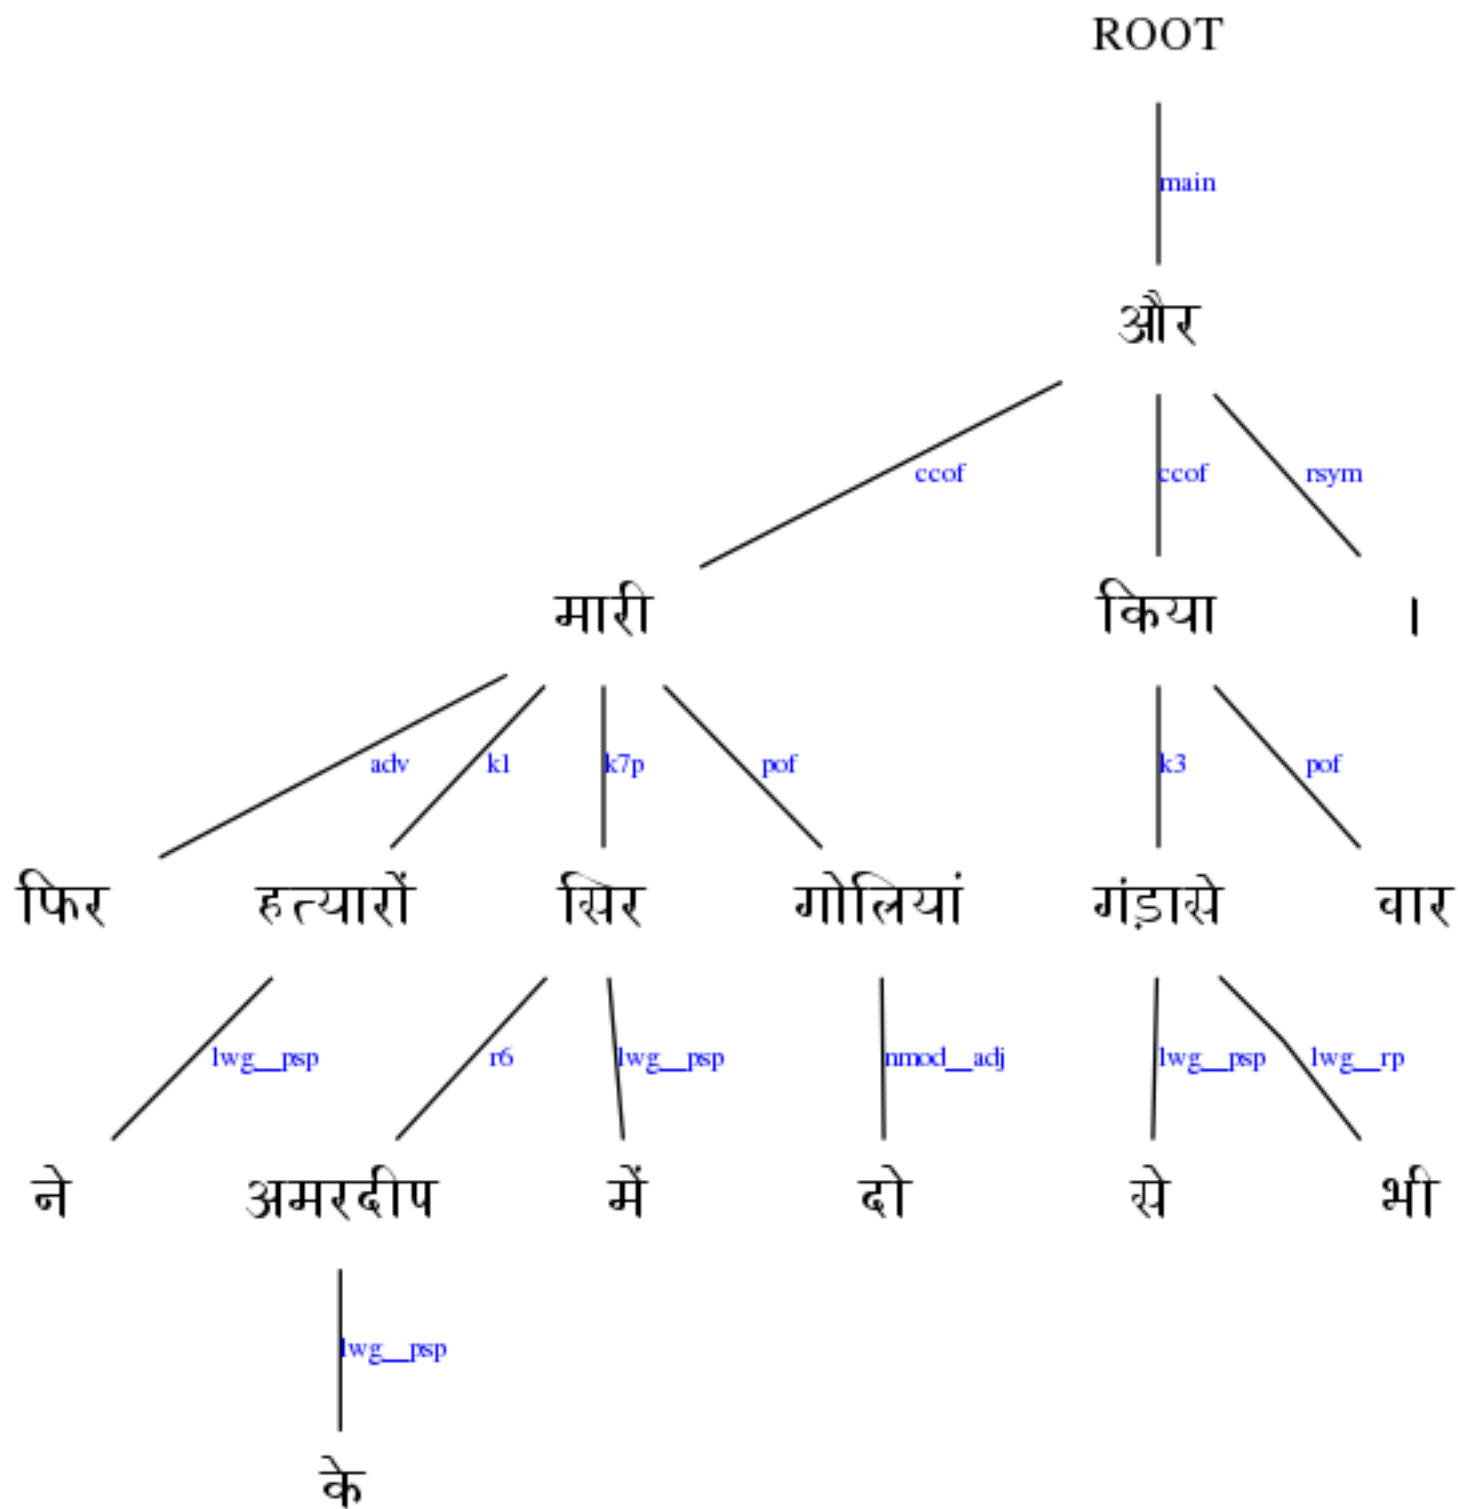 ROOT
main
और
ccof ccof rsym
मारी किया ।
adv k1 k7p pof k3 pof
फिर हत्यारों सिर गोलियां गंड़ासे वार
lwg__psp r6 lwg__psp nmod__adj lwg__psp lwg__rp
ने अमरदीप में दो से भी
lwg__psp
के